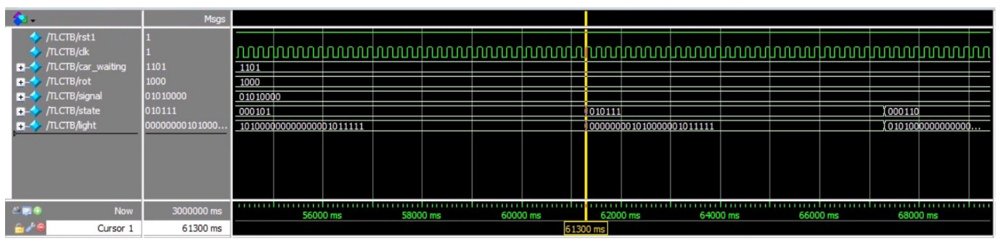 Msgs
/TLCTB/rst1 1
/TLCTB/clk 1
/TLCTB/car_waiting 1101 1101
/TLCTB/rot 1000 1000
/TLCTB/signal 01010000 01010000
/TLCTB/state 010111 000101 010111 000110
/TLCTB/light 00000000101000... 101000000000000001011111 000000001010000001011111 0101000000000000...
Now 3000000 ms 56000 ms 58000 ms 60000 ms 62000 ms 64000 ms 66000 ms 68000 ms
Cursor 1 61300 ms 61300 ms